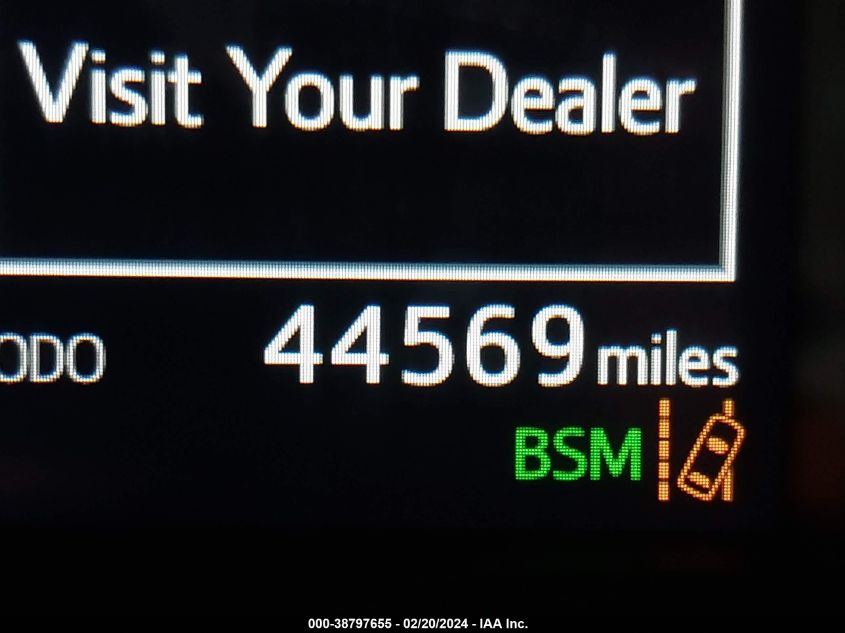 Visit Your Dealer
ODO 44569 miles
BSM
000-38797655 - 02/20/2024 - IAA Inc.